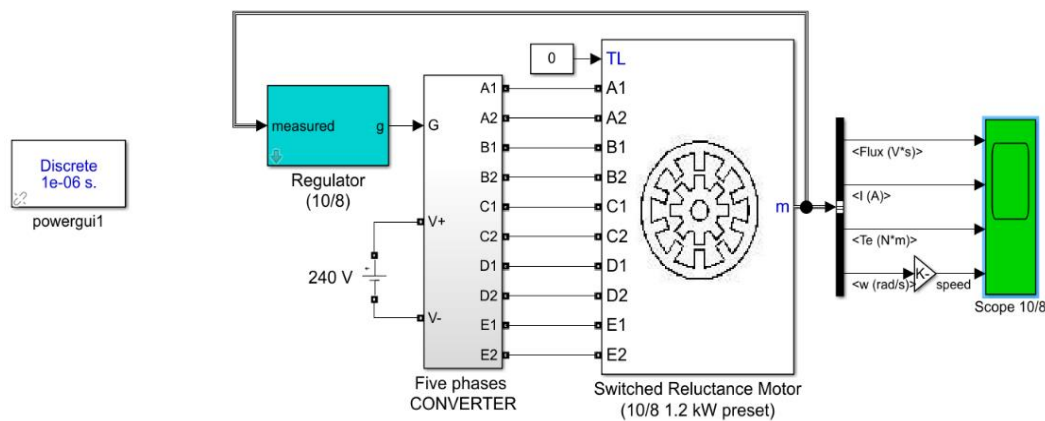 0
TL
A1
A1
measured
g
G
A2
A2
B1
B1
Discrete
1e-06 s.
powergui1
Regulator
(10/8)
B2
B2
C1
C1
m
V+
C2
C2
240 V
D1
D1
D2
D2
V-
E1
E1
E2
E2
Five phases
CONVERTER
Switched Reluctance Motor
(10/8 1.2 kW preset)
<Flux (V*s)>
<I (A)>
<Te (N*m)>
<w (rad/s)>
K-
speed
Scope 10/8